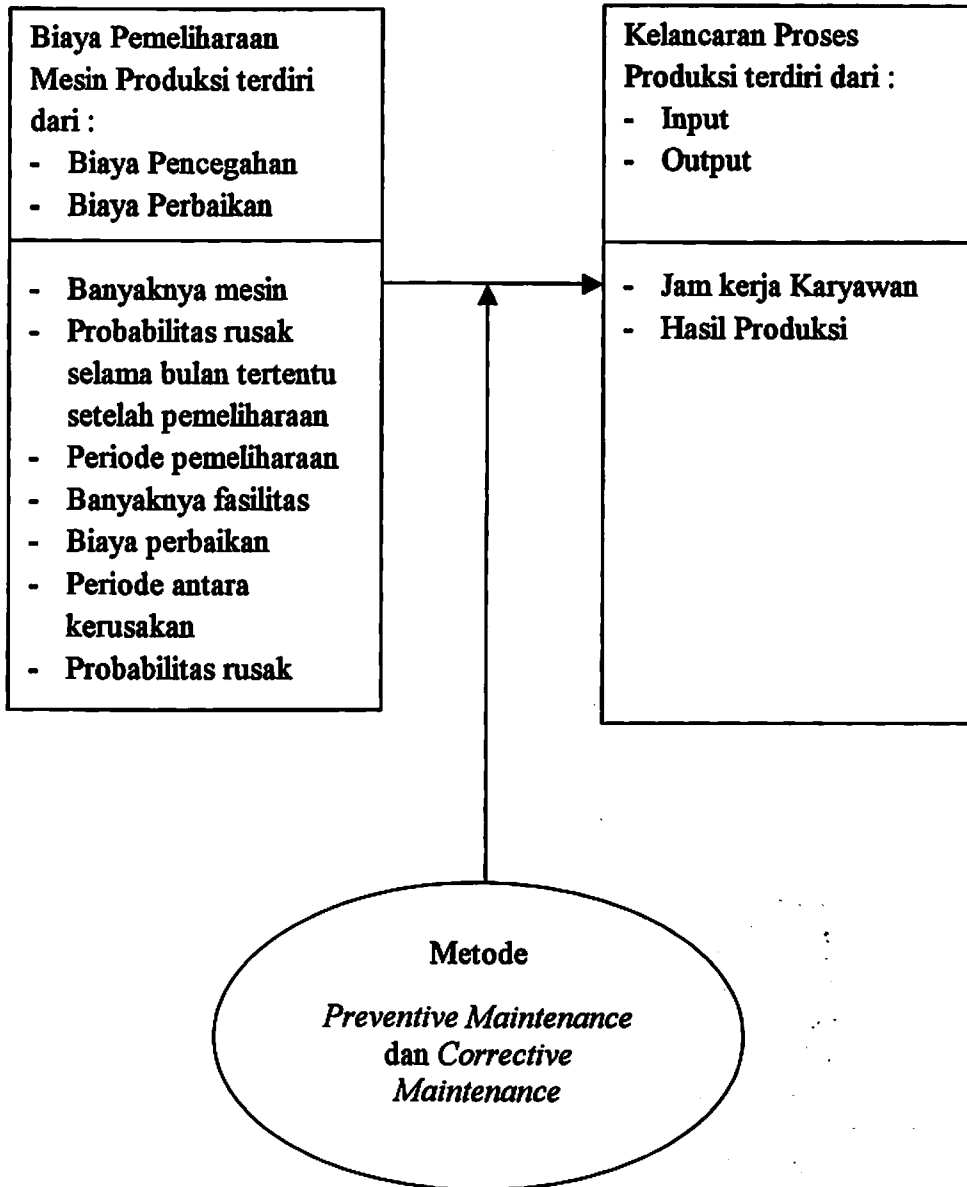 Biaya Pemeliharaan
Mesin Produksi terdiri
dari :
- Biaya Pencegahan
- Biaya Perbaikan
- Banyaknya mesin
- Probabilitas rusak
selama bulan tertentu
setelah pemeliharaan
- Periode pemeliharaan
- Banyaknya fasilitas
- Biaya perbaikan
- Periode antara
kerusakan
- Probabilitas rusak
Kelancaran Proses
Produksi terdiri dari :
- Input
- Output
- Jam kerja Karyawan
- Hasil Produksi
Metode
Preventive Maintenance
dan Corrective
Maintenance